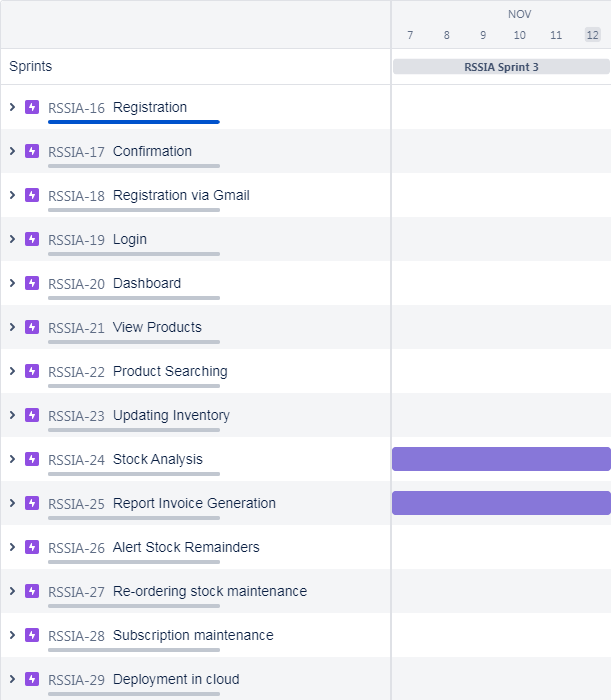 NOV
7 8 9 10 11 12
Sprints RSSIA Sprint 3
RSSIA-16 Registration
RSSIA-17 Confirmation
RSSIA-18 Registration via Gmail
RSSIA-19 Login
RSSIA-20 Dashboard
RSSIA-21 View Products
RSSIA-22 Product Searching
RSSIA-23 Updating Inventory
RSSIA-24 Stock Analysis
RSSIA-25 Report Invoice Generation
RSSIA-26 Alert Stock Remainders
RSSIA-27 Re-ordering stock maintenance
RSSIA-28 Subscription maintenance
RSSIA-29 Deployment in cloud